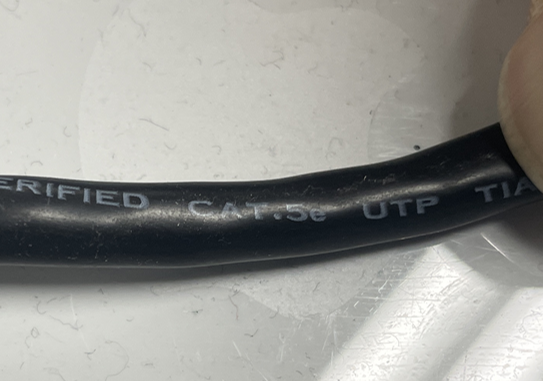 ERIFIED CAT.5e UTP TIA